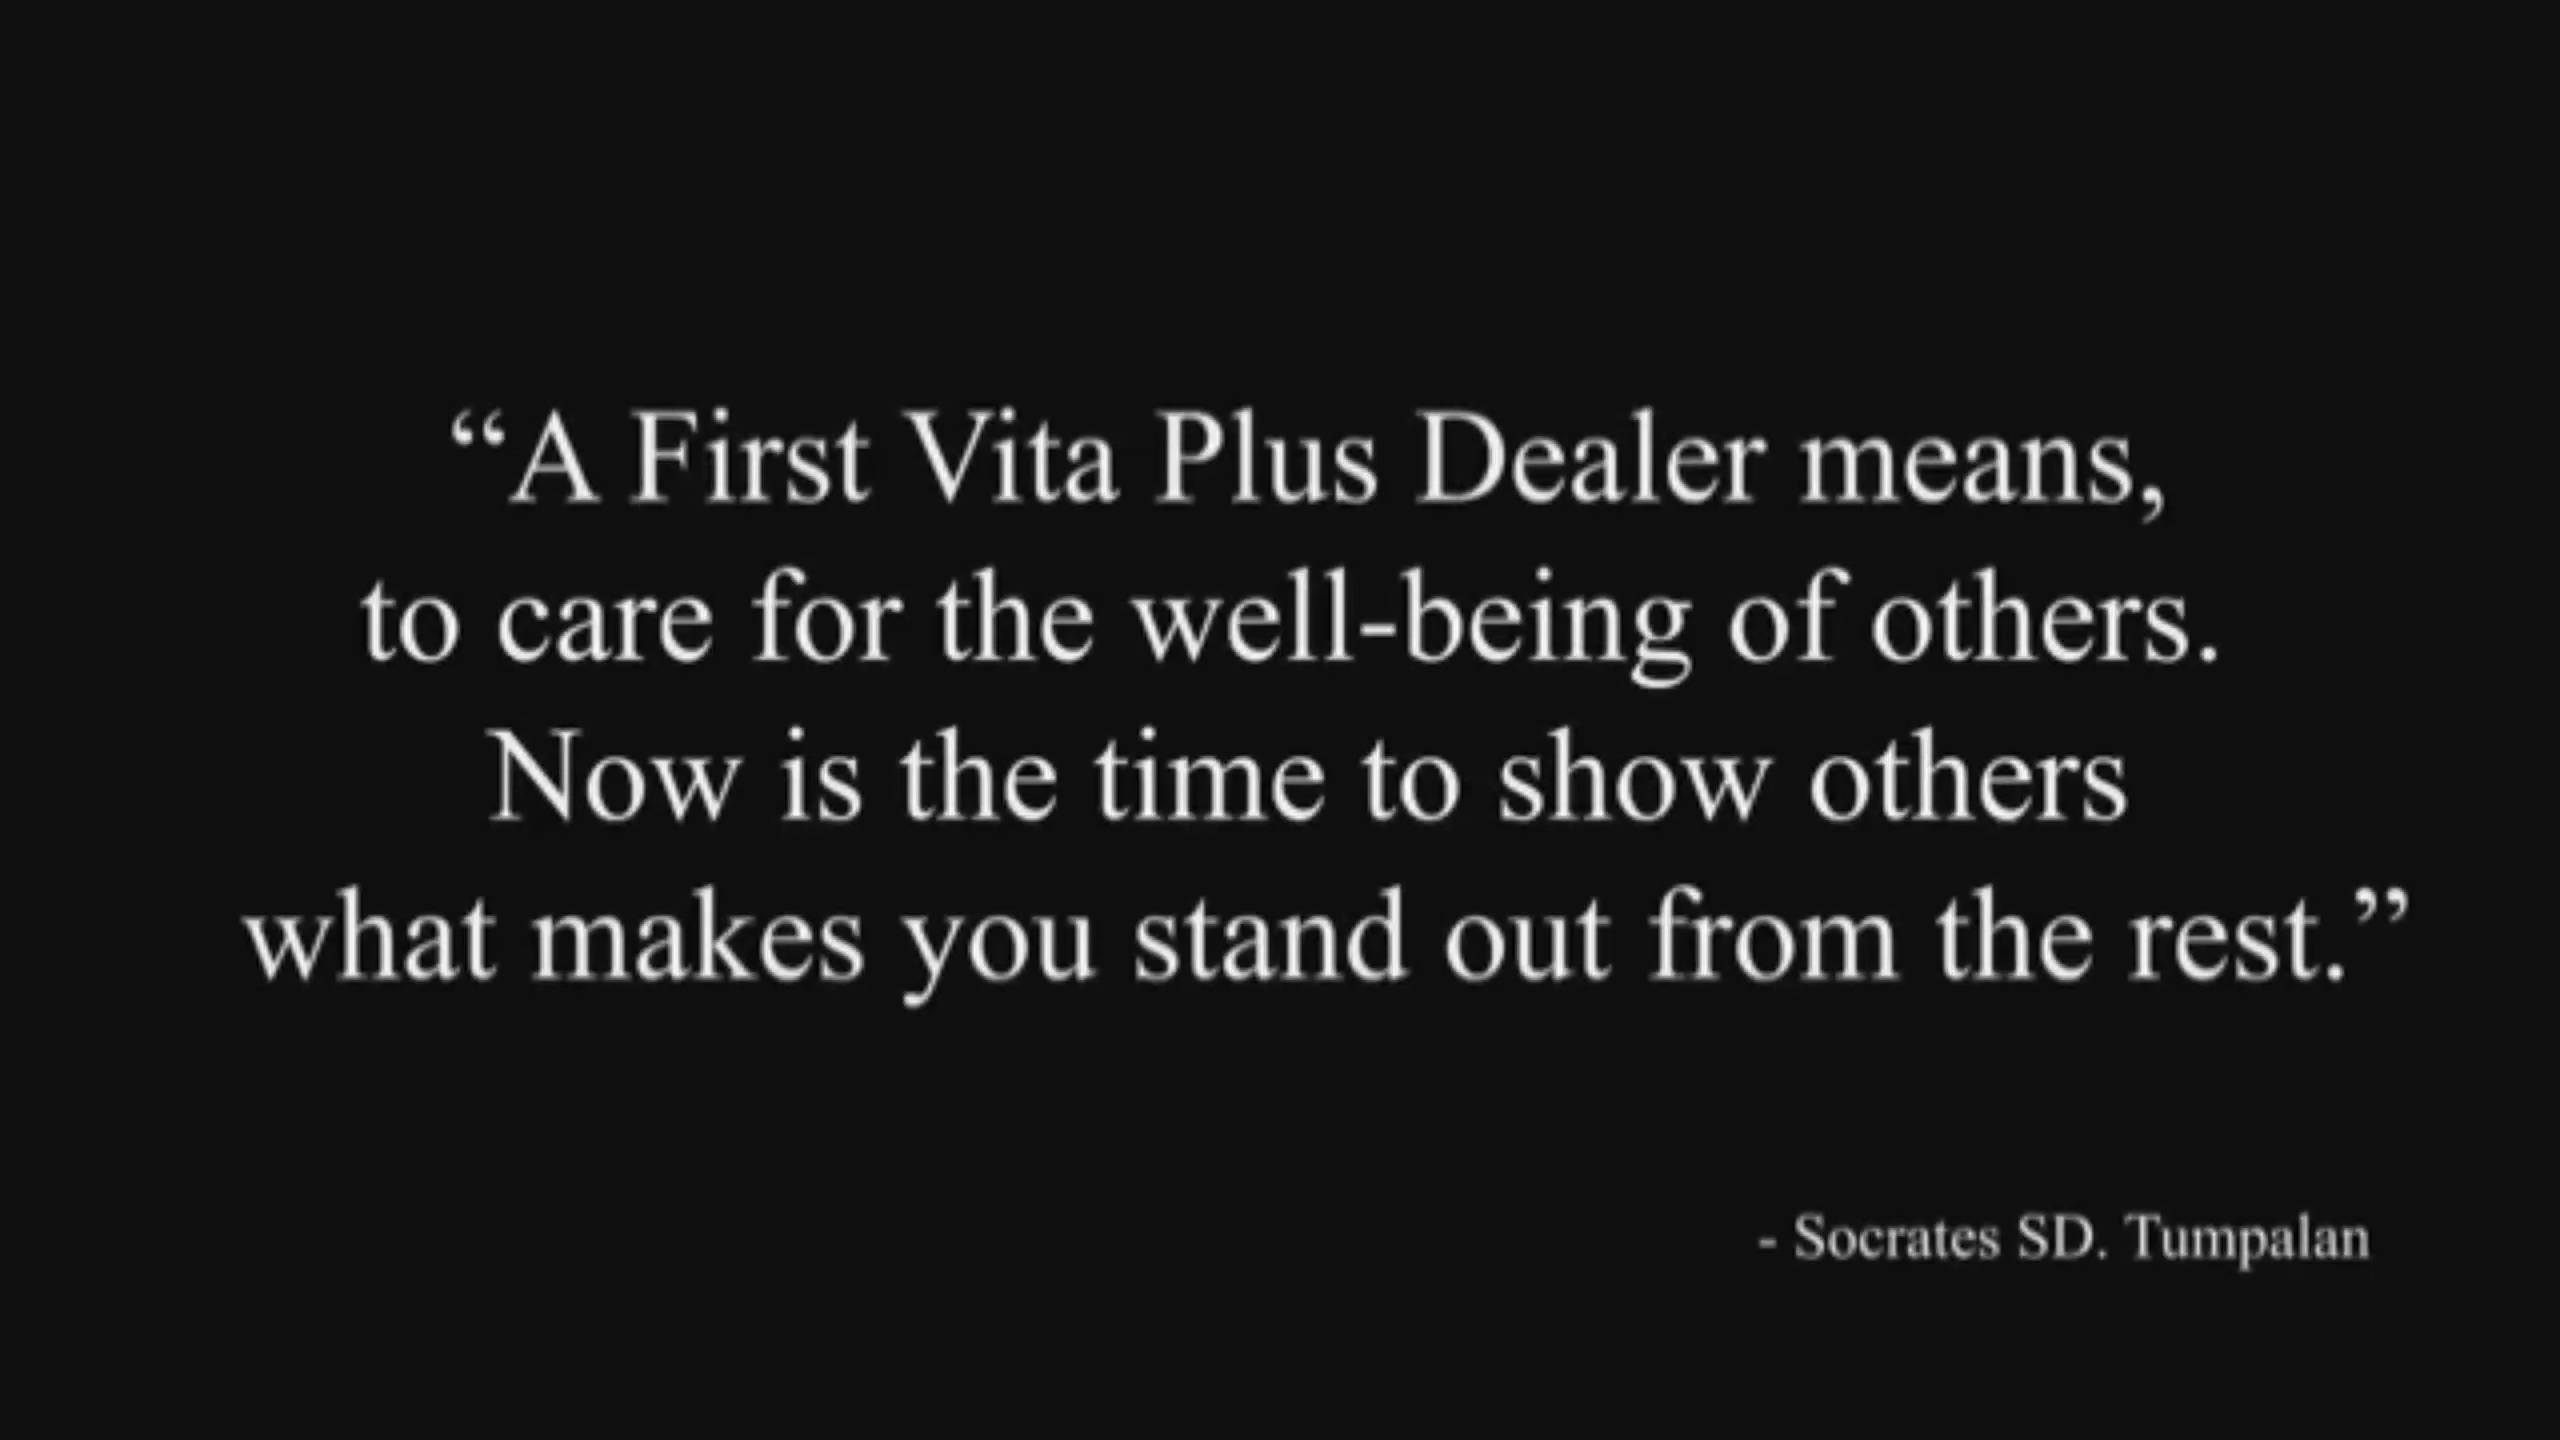 “A First Vita Plus Dealer means,
to care for the well-being of others.
Now is the time to show others
what makes you stand out from the rest.”
- Socrates SD. Tumpalan